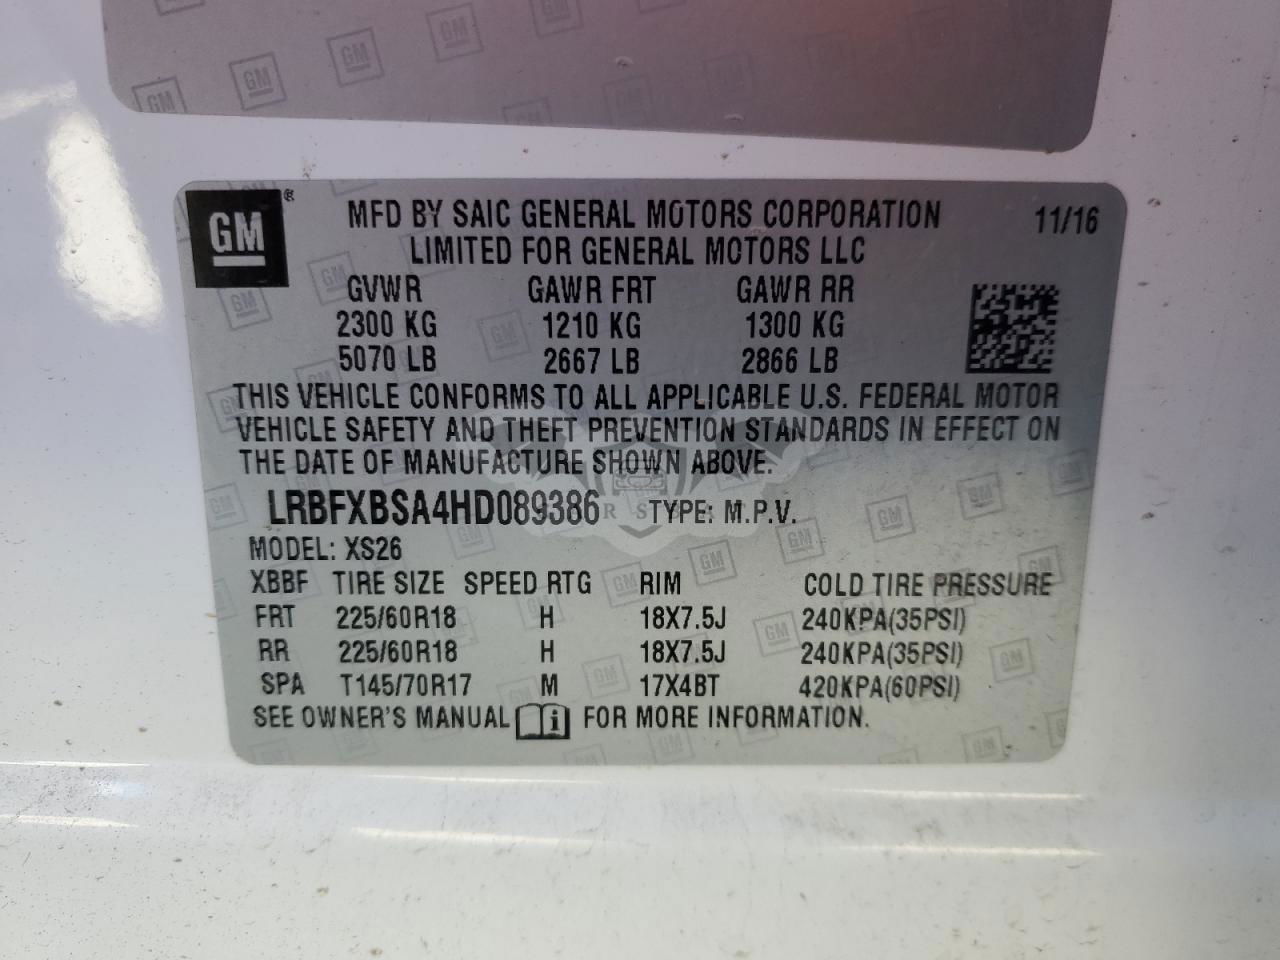 GM®
MFD BY SAIC GENERAL MOTORS CORPORATION 11/16
LIMITED FOR GENERAL MOTORS LLC
GVWR GAWR FRT GAWR RR
2300 KG 1210 KG 1300 KG
5070 LB 2667 LB 2866 LB
THIS VEHICLE CONFORMS TO ALL APPLICABLE U.S. FEDERAL MOTOR
VEHICLE SAFETY AND THEFT PREVENTION STANDARDS IN EFFECT ON
THE DATE OF MANUFACTURE SHOWN ABOVE.
LRBFXBSA4HD089386 TYPE: M.P.V.
MODEL: XS26
XBBF TIRE SIZE SPEED RTG RIM COLD TIRE PRESSURE
FRT 225/60R18 H 18X7.5J 240KPA(35PSI)
RR 225/60R18 H 18X7.5J 240KPA(35PSI)
SPA T145/70R17 M 17X4BT 420KPA(60PSI)
SEE OWNER'S MANUAL i FOR MORE INFORMATION.